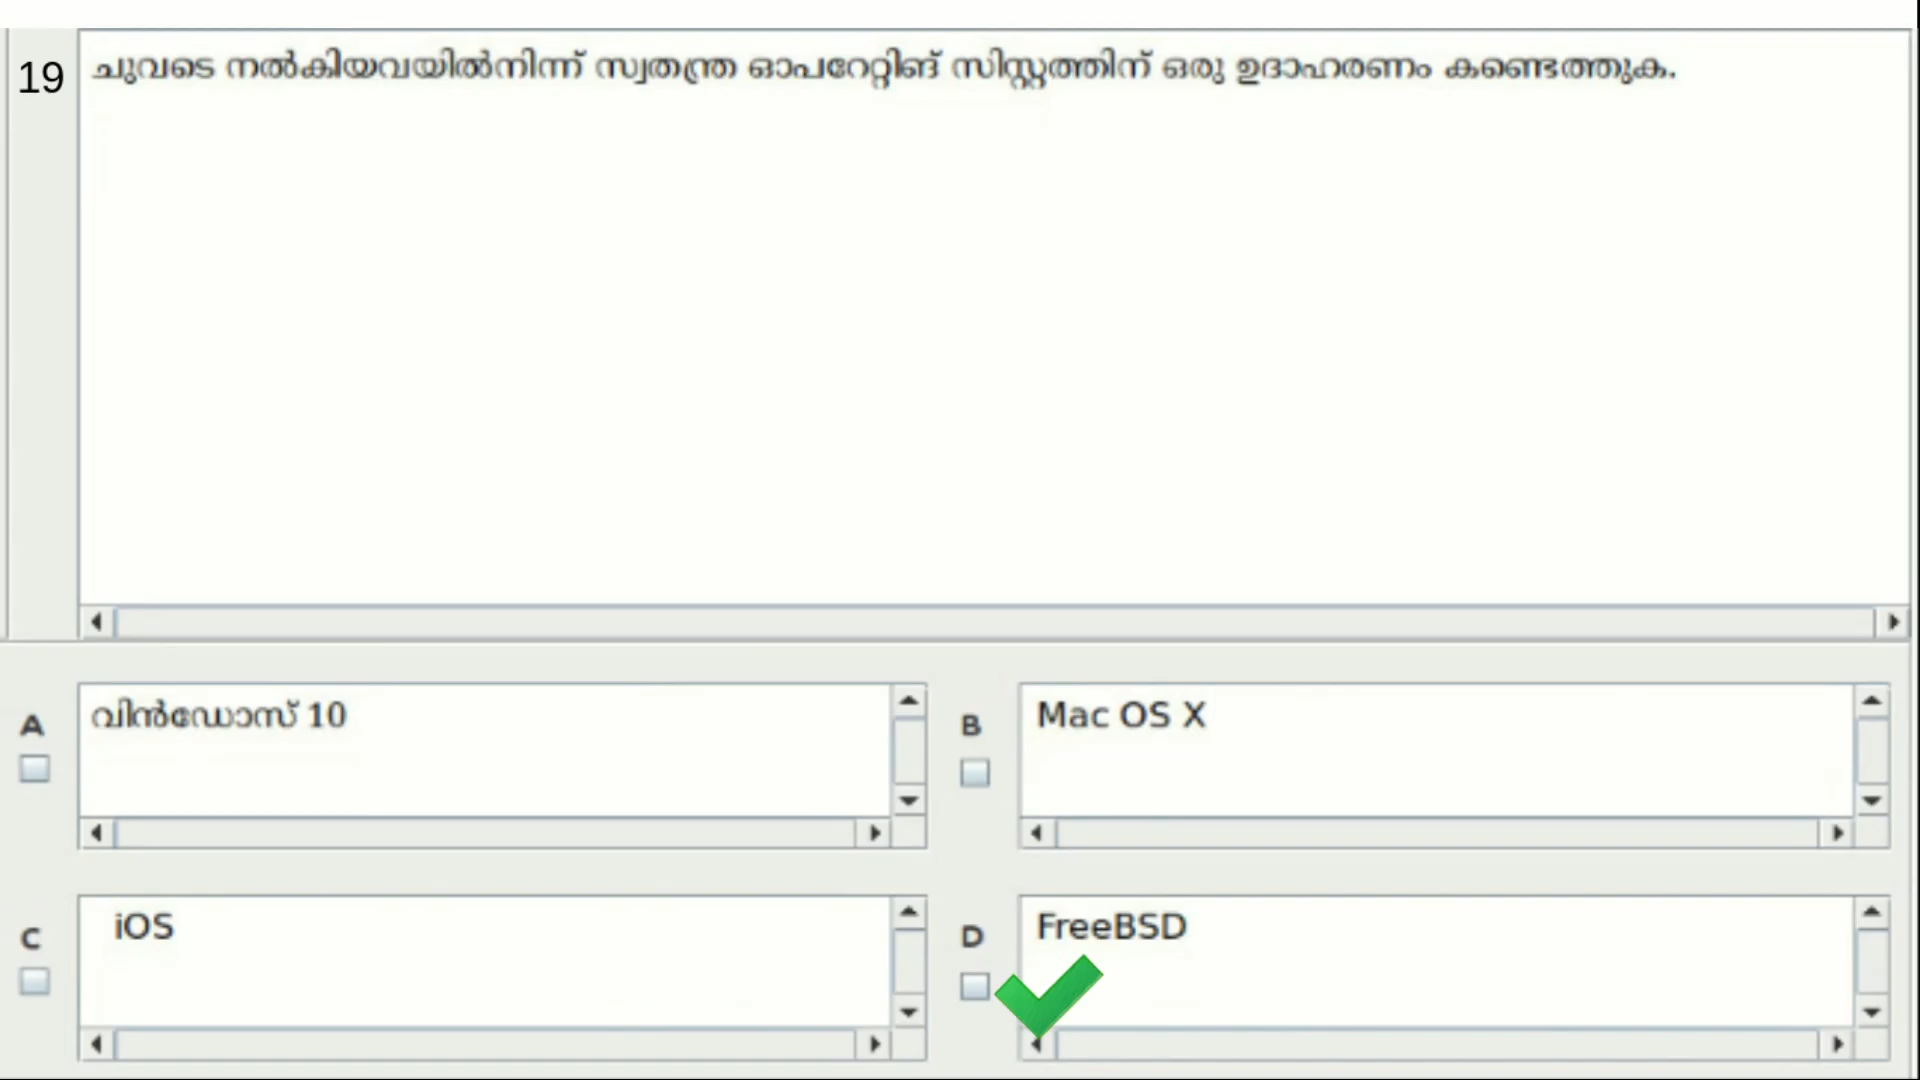 19 ചുവടെ നൽകിയവയിൽനിന്ന് സ്വതന്ത്ര ഓപറേറ്റിങ് സിസ്റ്റത്തിന് ഒരു ഉദാഹരണം കണ്ടെത്തുക.
A വിൻഡോസ് 10
B Mac OS X
C iOS
D FreeBSD